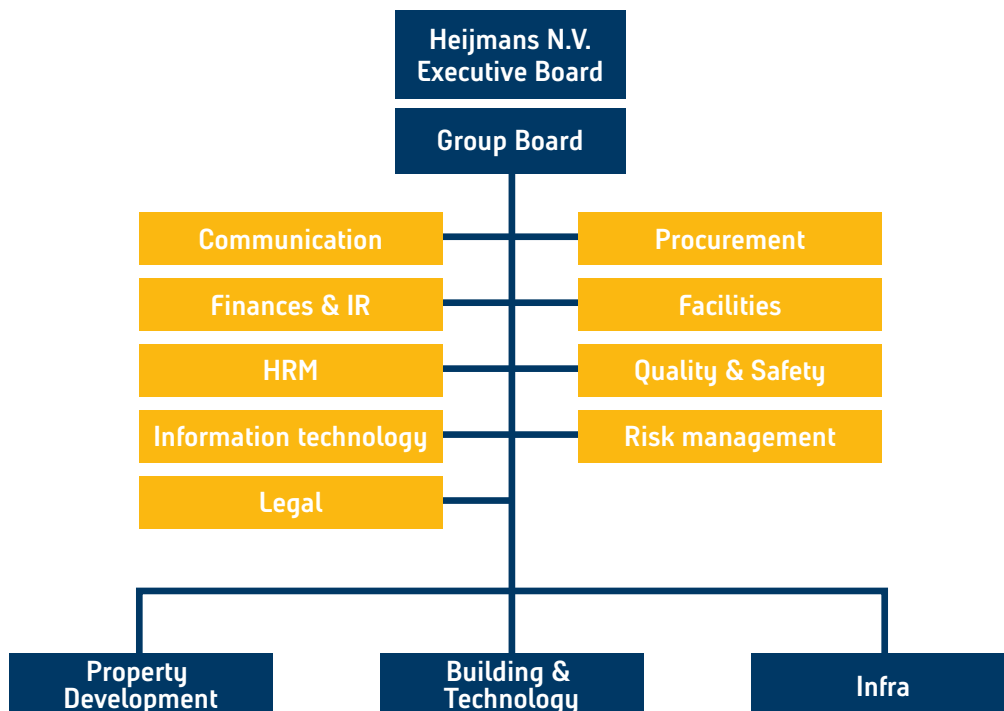 Heijmans N.V.
Executive Board
Group Board
Communication
Procurement
Finances & IR
Facilities
HRM
Quality & Safety
Information technology
Risk management
Legal
Property
Development
Building &
Technology
Infra